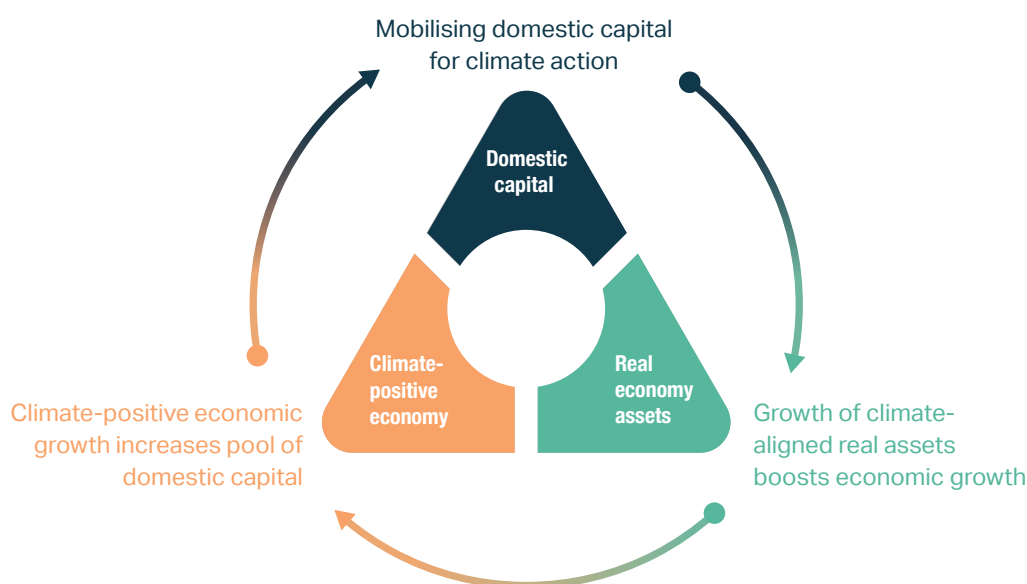 Mobilising domestic capital
for climate action
Domestic
capital
Climate-
positive
economy
Real
economy
assets
Climate-positive economic
growth increases pool of
domestic capital
Growth of climate-
aligned real assets
boosts economic growth